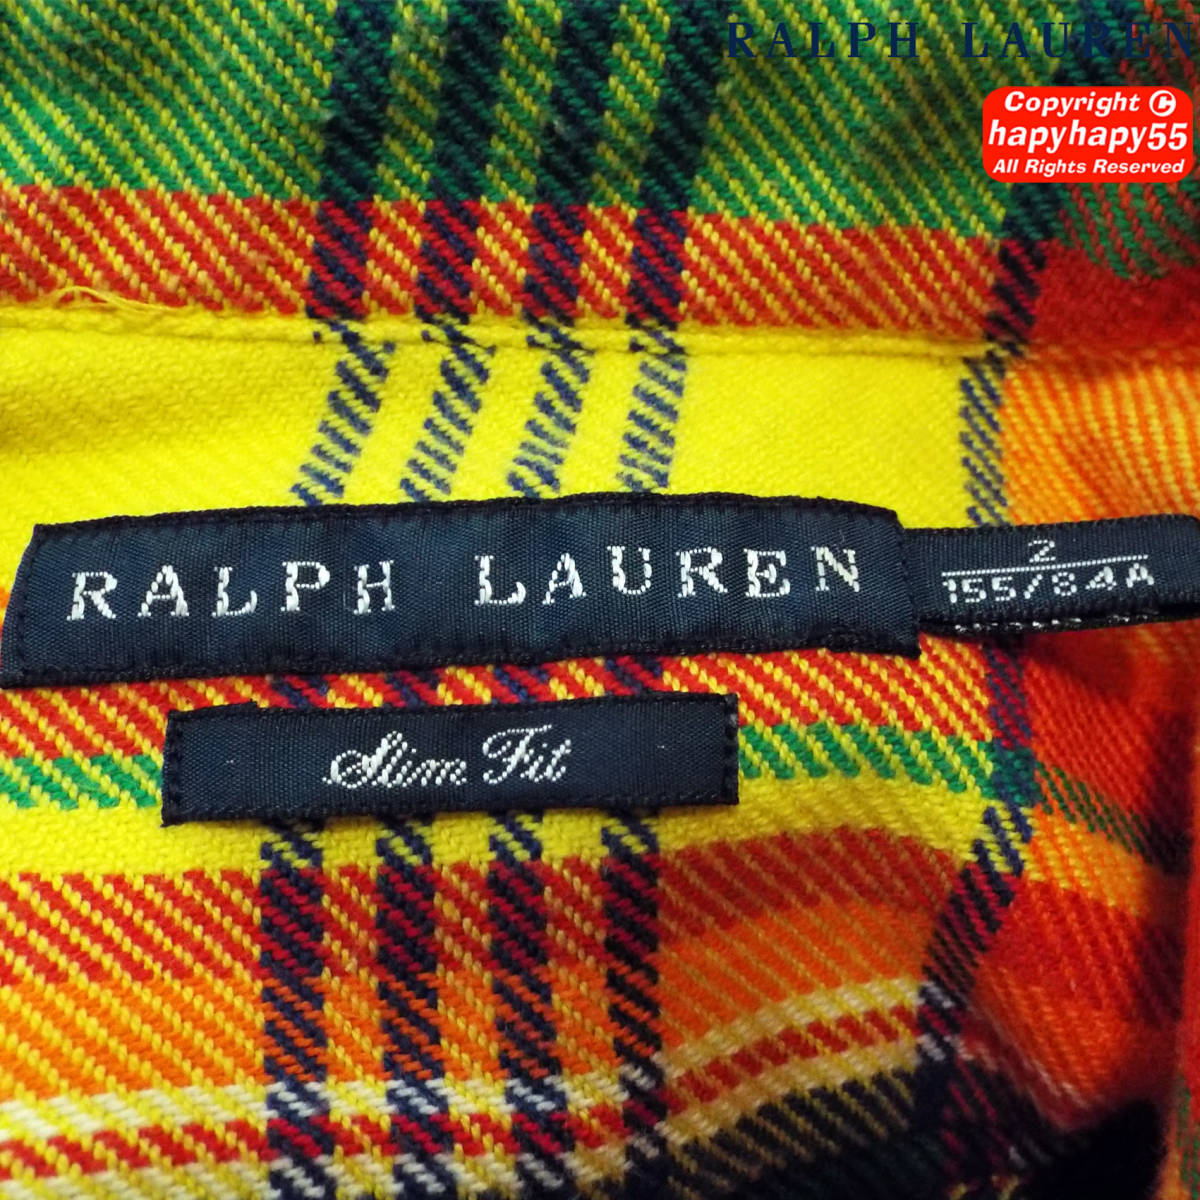 RALPH LAUREN
Copyright ©
hapyhapy55
All Rights Reserved
RALPH LAUREN
2
155/84A
Slim Fit